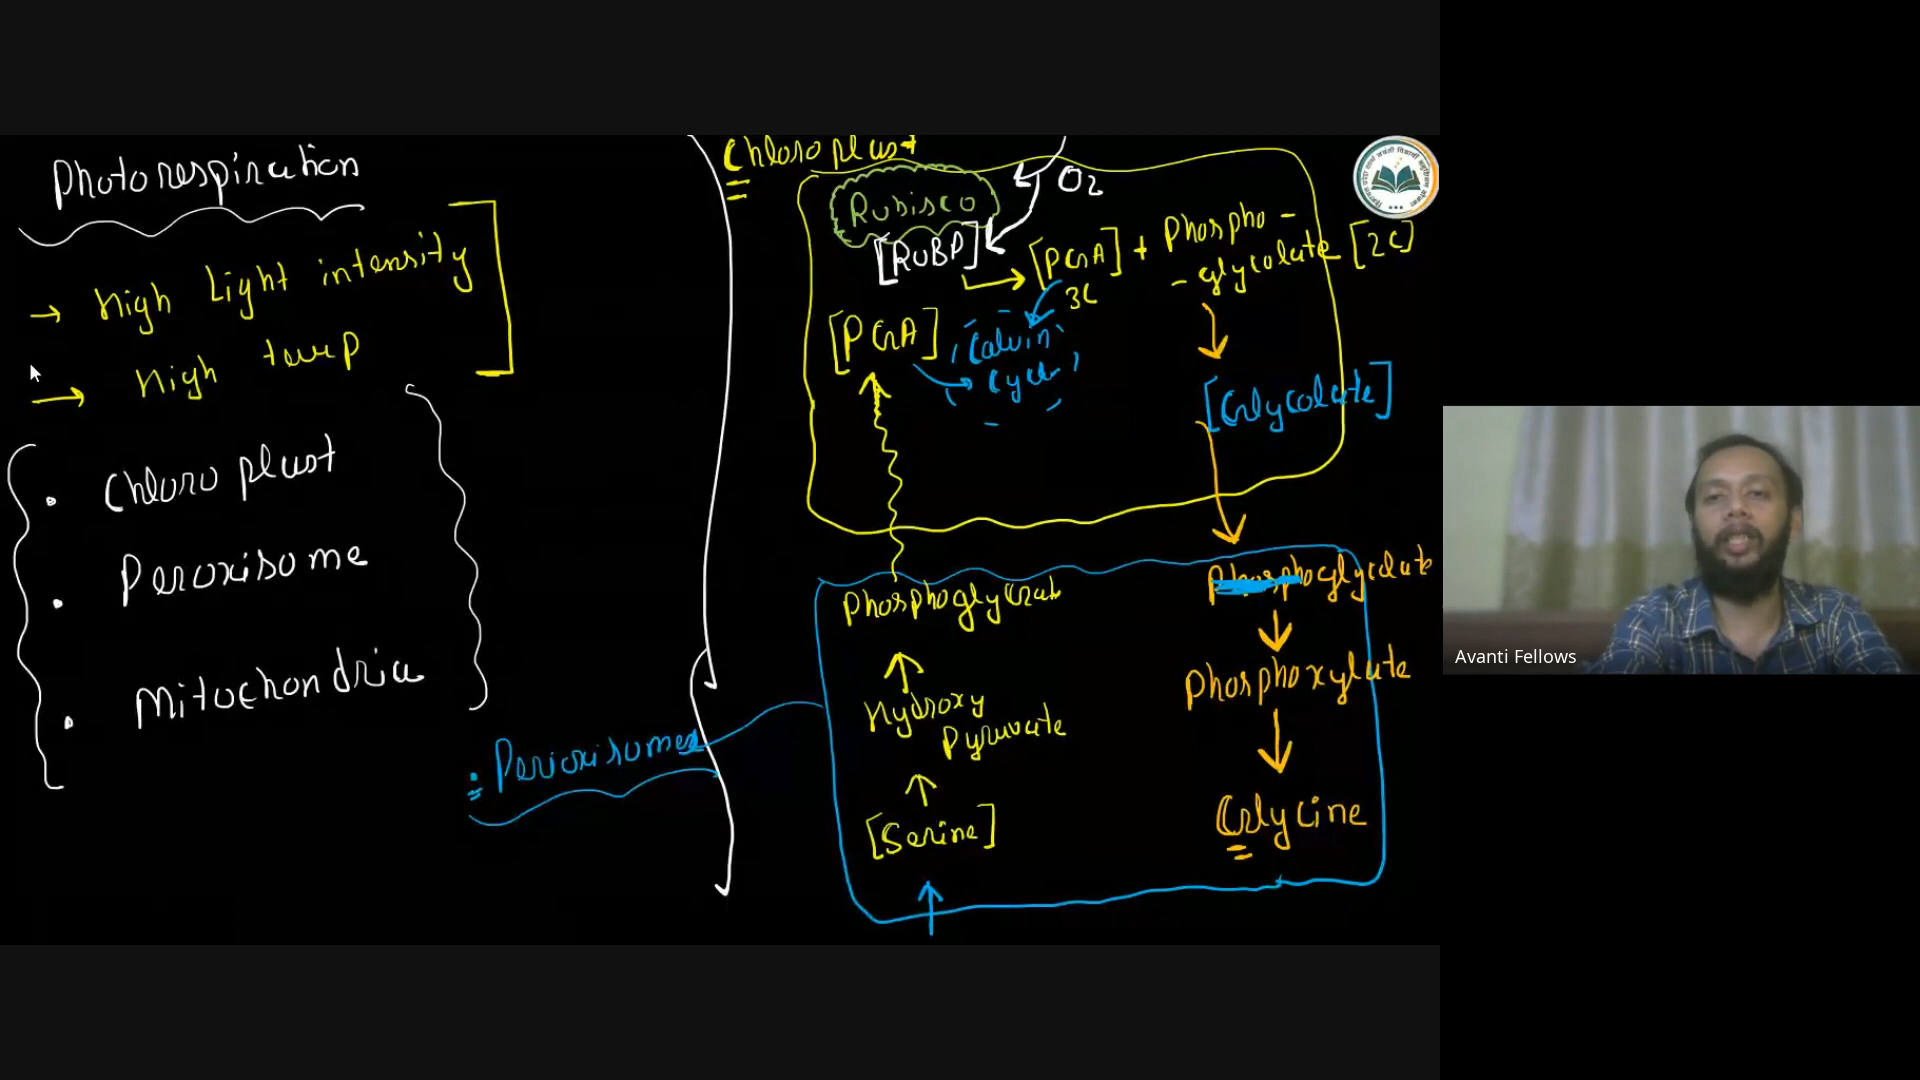 Photorespiration
→ High Light intensity
→ High temp
• Chloroplast
• Peroxisome
• Mitochondria
: Perioxisomes
Chloroplast
Rubisco
O2
[RuBP]
→ [PGA] + Phospho -
- glycolate [2C]
3C
[PGA]
Calvin
Cycle
[Glycolate]
Phosphoglycerate
Phosphoglycolate
Hydroxy
Pyruvate
Phosphoxylate
[Serine]
Glycine
Avanti Fellows